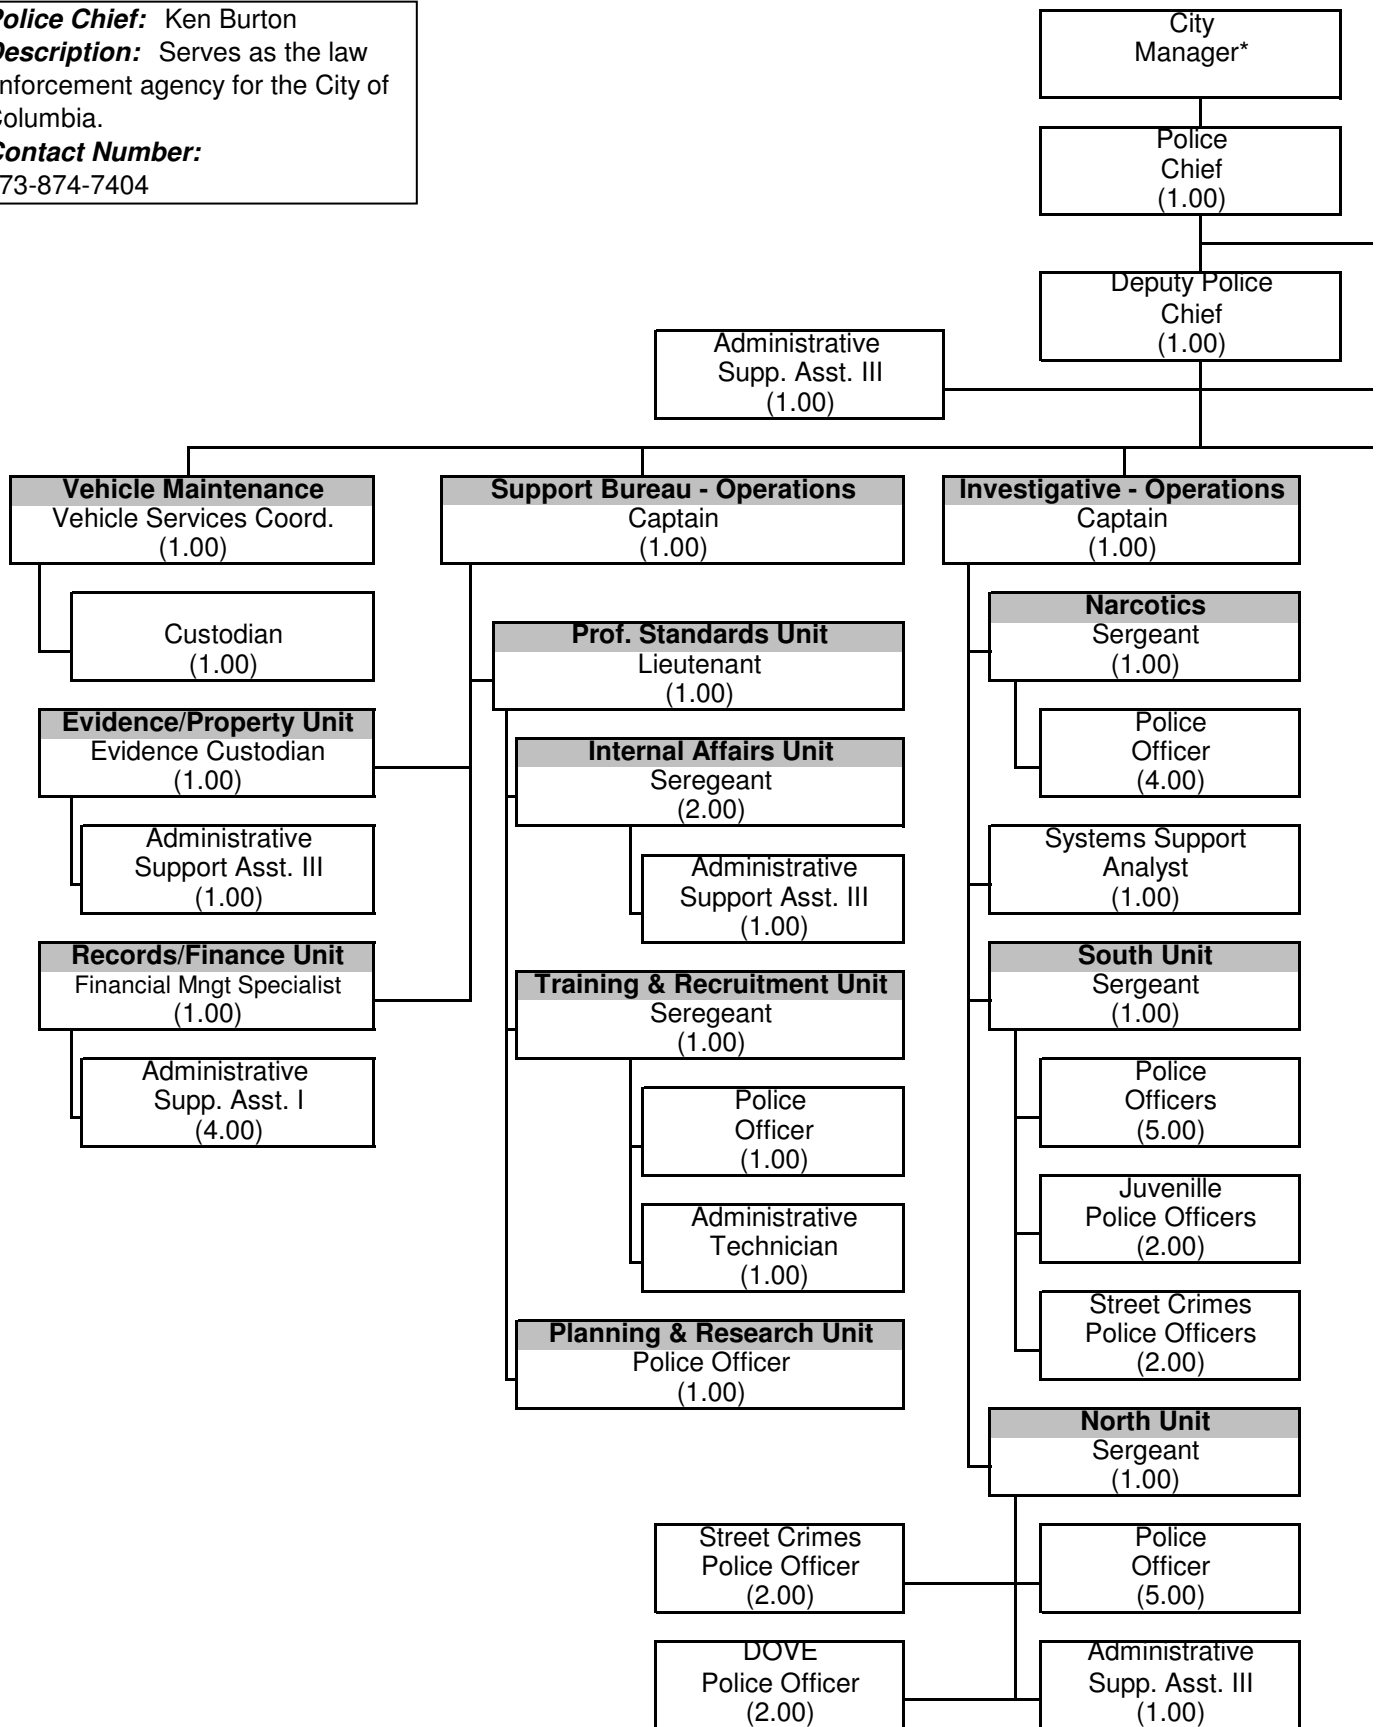 Police Chief: Ken Burton
Description: Serves as the law
enforcement agency for the City of
Columbia.
Contact Number:
73-874-7404
City
Manager*
Police
Chief
(1.00)
Deputy Police
Chief
(1.00)
Administrative
Supp. Asst. III
(1.00)
Vehicle Maintenance
Vehicle Services Coord.
(1.00)
Custodian
(1.00)
Evidence/Property Unit
Evidence Custodian
(1.00)
Administrative
Support Asst. III
(1.00)
Records/Finance Unit
Financial Mngt Specialist
(1.00)
Administrative
Supp. Asst. I
(4.00)
Support Bureau - Operations
Captain
(1.00)
Prof. Standards Unit
Lieutenant
(1.00)
Internal Affairs Unit
Seregeant
(2.00)
Administrative
Support Asst. III
(1.00)
Training & Recruitment Unit
Seregeant
(1.00)
Police
Officer
(1.00)
Administrative
Technician
(1.00)
Planning & Research Unit
Police Officer
(1.00)
Investigative - Operations
Captain
(1.00)
Narcotics
Sergeant
(1.00)
Police
Officer
(4.00)
Systems Support
Analyst
(1.00)
South Unit
Sergeant
(1.00)
Police
Officers
(5.00)
Juvenille
Police Officers
(2.00)
Street Crimes
Police Officers
(2.00)
North Unit
Sergeant
(1.00)
Street Crimes
Police Officer
(2.00)
Police
Officer
(5.00)
DOVE
Police Officer
(2.00)
Administrative
Supp. Asst. III
(1.00)